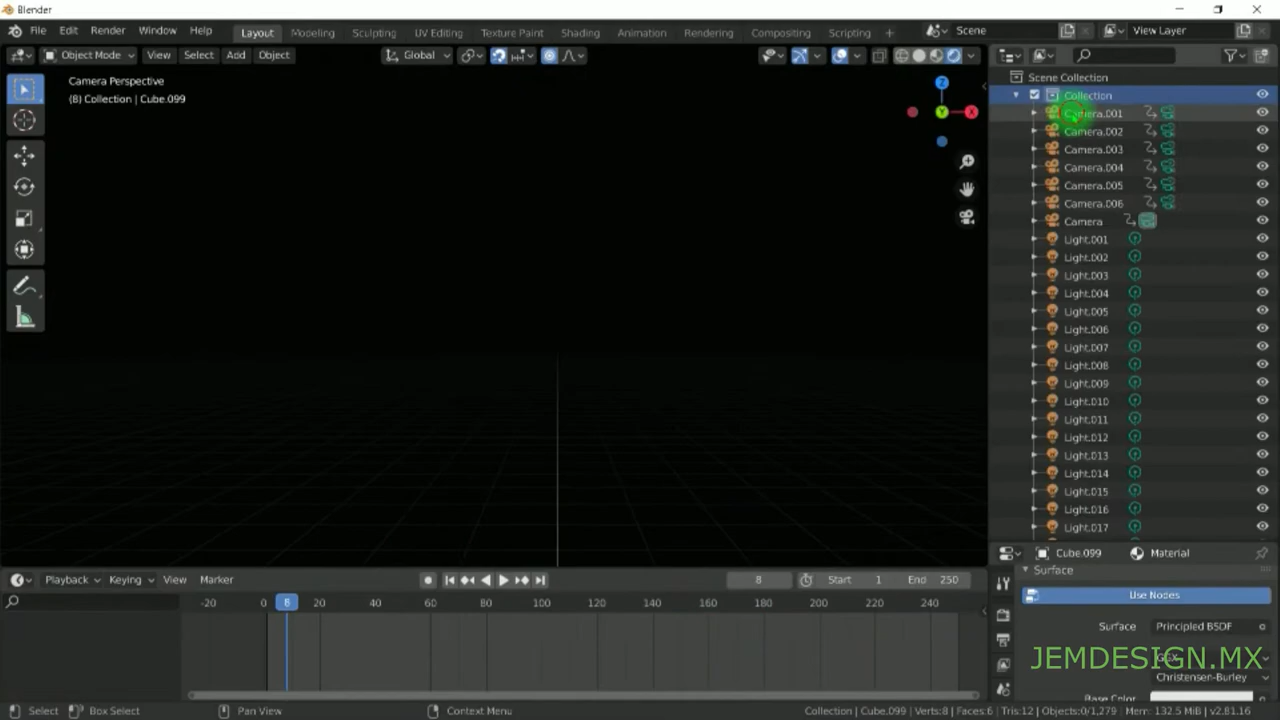 Blender
File Edit Render Window Help Layout Modeling Sculpting UV Editing Texture Paint Shading Animation Rendering Compositing Scripting + Scene View Layer
Object Mode View Select Add Object Global
Camera Perspective
(8) Collection | Cube.099
Z
Y X
Scene Collection
Collection
Camera.001
Camera.002
Camera.003
Camera.004
Camera.005
Camera.006
Camera
Light.001
Light.002
Light.003
Light.004
Light.005
Light.006
Light.007
Light.008
Light.009
Light.010
Light.011
Light.012
Light.013
Light.014
Light.015
Light.016
Light.017
Cube.099 Material
Surface
Use Nodes
Surface Principled BSDF
GGX
Christensen-Burley
Base Color
JEMDESIGN.MX
Playback Keying View Marker 8 Start 1 End 250
-20 0 8 20 40 60 80 100 120 140 160 180 200 220 240
Select Box Select Pan View Context Menu Collection | Cube.099 | Verts:8 | Faces:6 | Tris:12 | Objects:0/1,279 | Mem: 132.5 MiB | v2.81.16